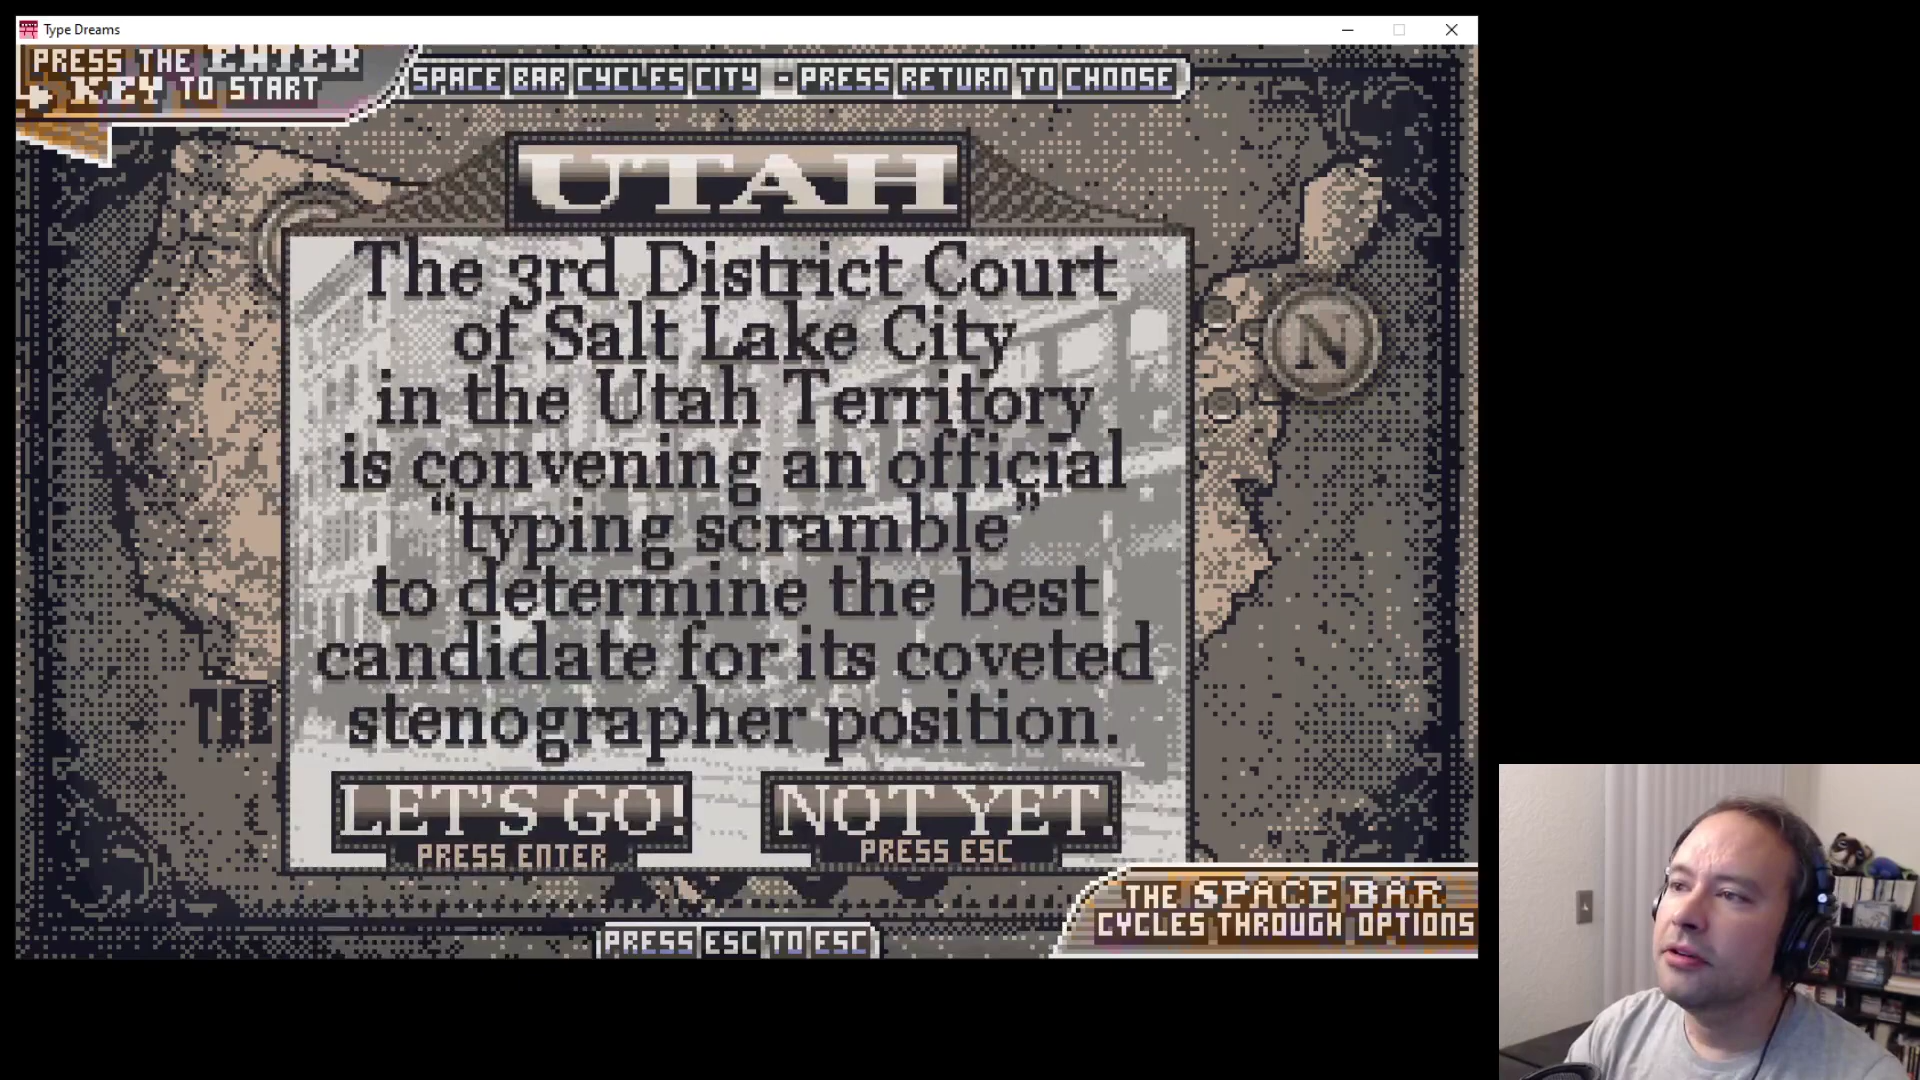 Type Dreams
PRESS THE ENTER
KEY TO START
SPACE BAR CYCLES CITY - PRESS RETURN TO CHOOSE
UTAH
The 3rd District Court
of Salt Lake City
in the Utah Territory
is convening an official
“typing scramble”
to determine the best
candidate for its coveted
stenographer position.
N
THE
LET'S GO!
PRESS ENTER
NOT YET.
PRESS ESC
THE SPACE BAR
CYCLES THROUGH OPTIONS
PRESS ESC TO ESC